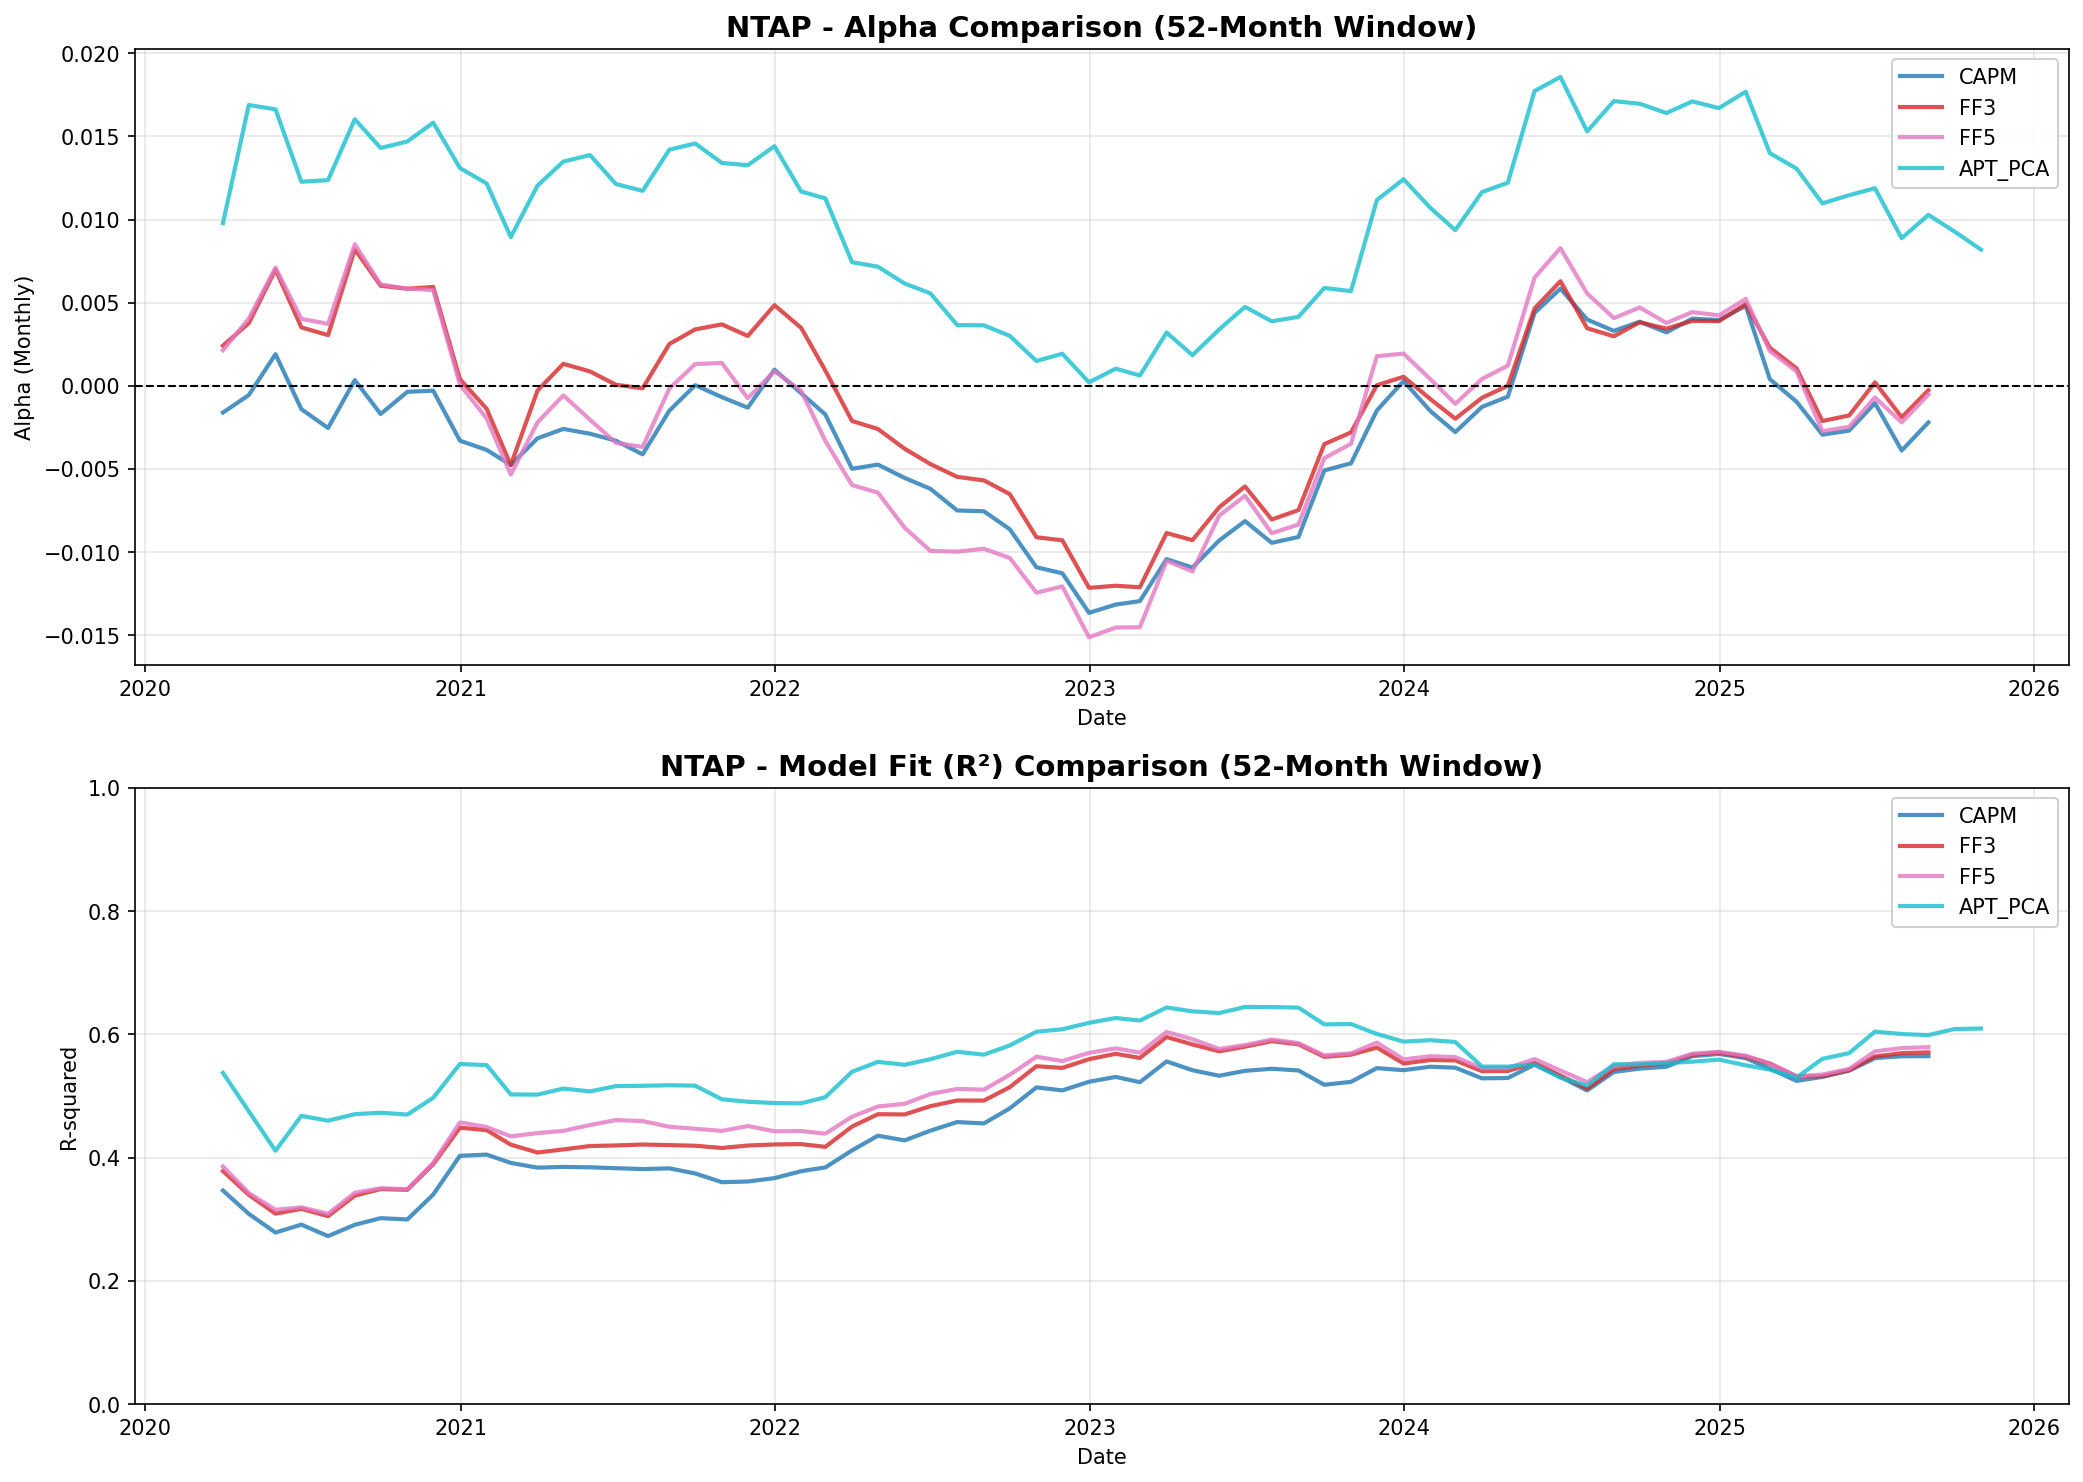 NTAP - Alpha Comparison (52-Month Window)
0.020
0.015
0.010
0.005
0.000
−0.005
−0.010
−0.015
Alpha (Monthly)
CAPM
FF3
FF5
APT_PCA
2020 2021 2022 2023 2024 2025 2026
Date
NTAP - Model Fit (R²) Comparison (52-Month Window)
1.0
0.8
0.6
0.4
0.2
0.0
R-squared
CAPM
FF3
FF5
APT_PCA
2020 2021 2022 2023 2024 2025 2026
Date